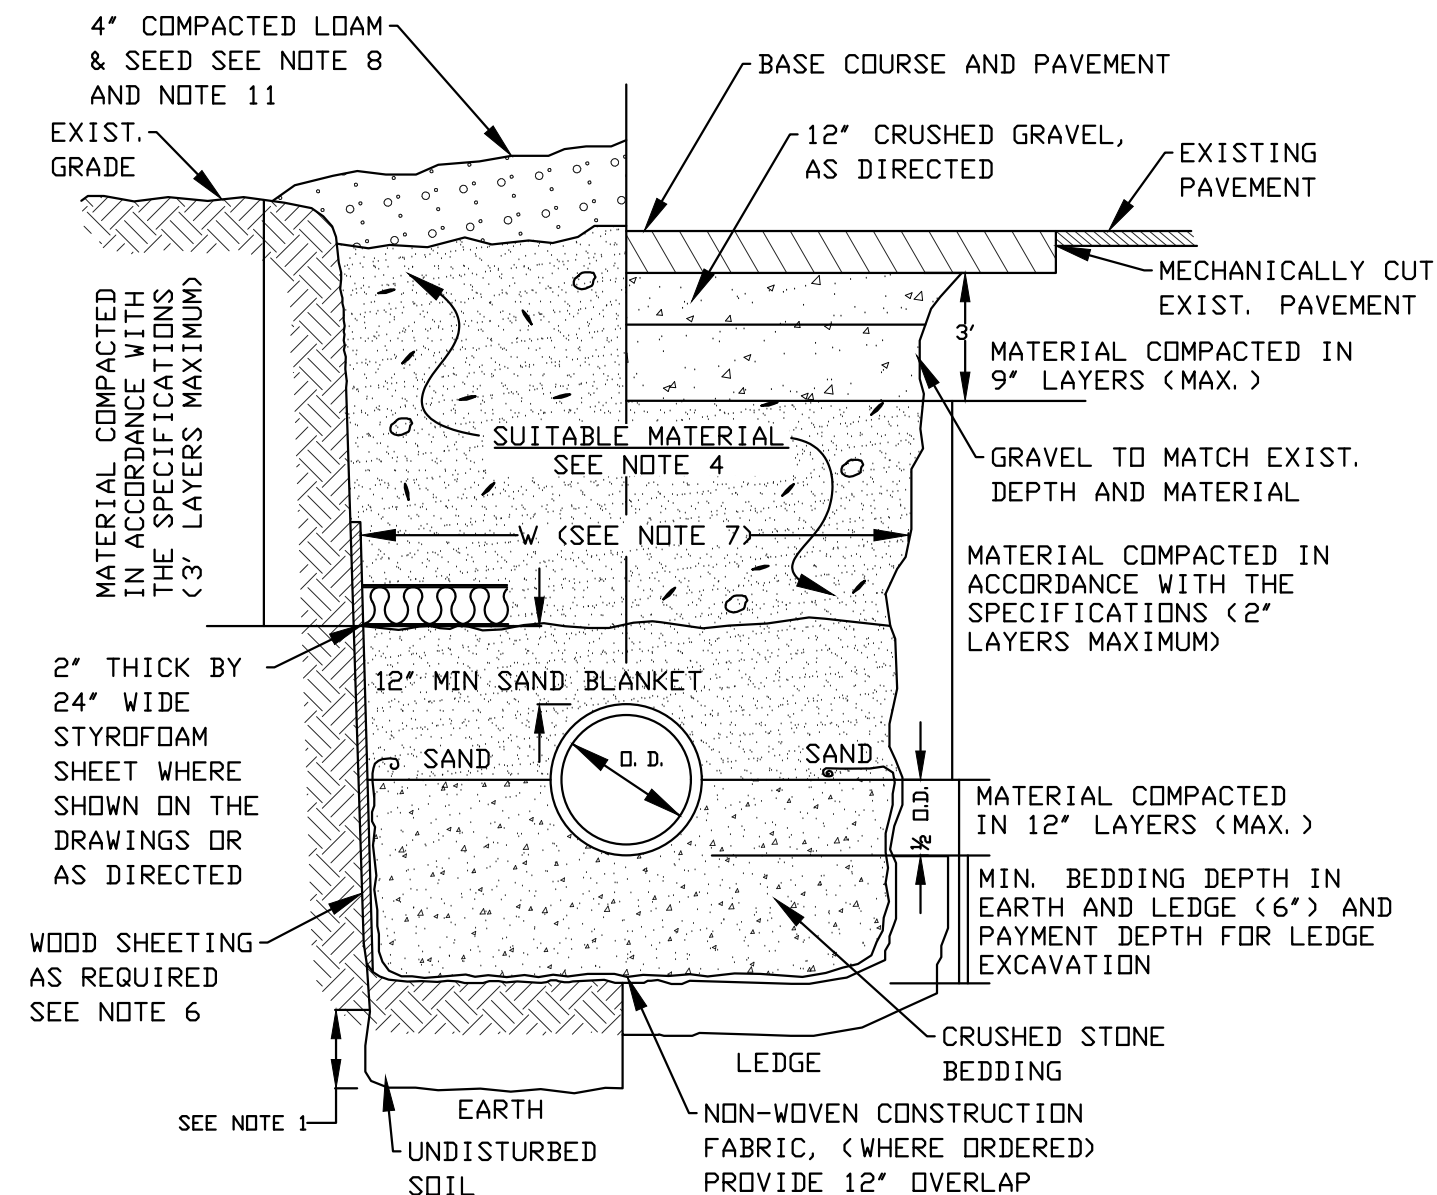 4" COMPACTED LOAM
& SEED SEE NOTE 8
AND NOTE 11
EXIST.
GRADE
BASE COURSE AND PAVEMENT
12" CRUSHED GRAVEL,
AS DIRECTED
EXISTING
PAVEMENT
MECHANICALLY CUT
EXIST. PAVEMENT
MATERIAL COMPACTED
IN ACCORDANCE WITH
THE SPECIFICATIONS
(3' LAYERS MAXIMUM)
3'
MATERIAL COMPACTED IN
9" LAYERS (MAX.)
SUITABLE MATERIAL
SEE NOTE 4
GRAVEL TO MATCH EXIST.
DEPTH AND MATERIAL
W (SEE NOTE 7)
MATERIAL COMPACTED IN
ACCORDANCE WITH THE
SPECIFICATIONS (2"
LAYERS MAXIMUM)
2" THICK BY
24" WIDE
STYROFOAM
SHEET WHERE
SHOWN ON THE
DRAWINGS OR
AS DIRECTED
12" MIN SAND BLANKET
SAND
O.D.
SAND
½ O.D.
MATERIAL COMPACTED
IN 12" LAYERS (MAX.)
MIN. BEDDING DEPTH IN
EARTH AND LEDGE (6") AND
PAYMENT DEPTH FOR LEDGE
EXCAVATION
WOOD SHEETING
AS REQUIRED
SEE NOTE 6
CRUSHED STONE
BEDDING
LEDGE
EARTH
SEE NOTE 1
UNDISTURBED
SOIL
NON-WOVEN CONSTRUCTION
FABRIC, (WHERE ORDERED)
PROVIDE 12" OVERLAP